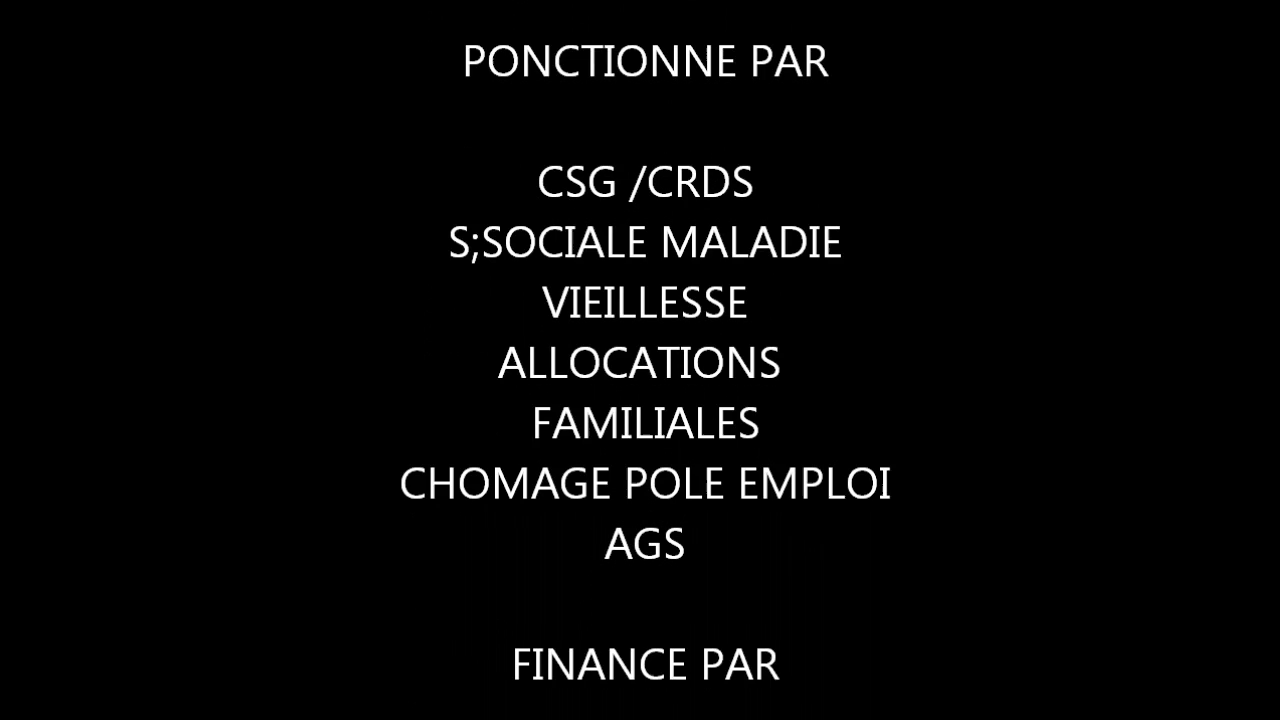 PONCTIONNE PAR
CSG /CRDS
S;SOCIALE MALADIE
VIEILLESSE
ALLOCATIONS
FAMILIALES
CHOMAGE POLE EMPLOI
AGS
FINANCE PAR